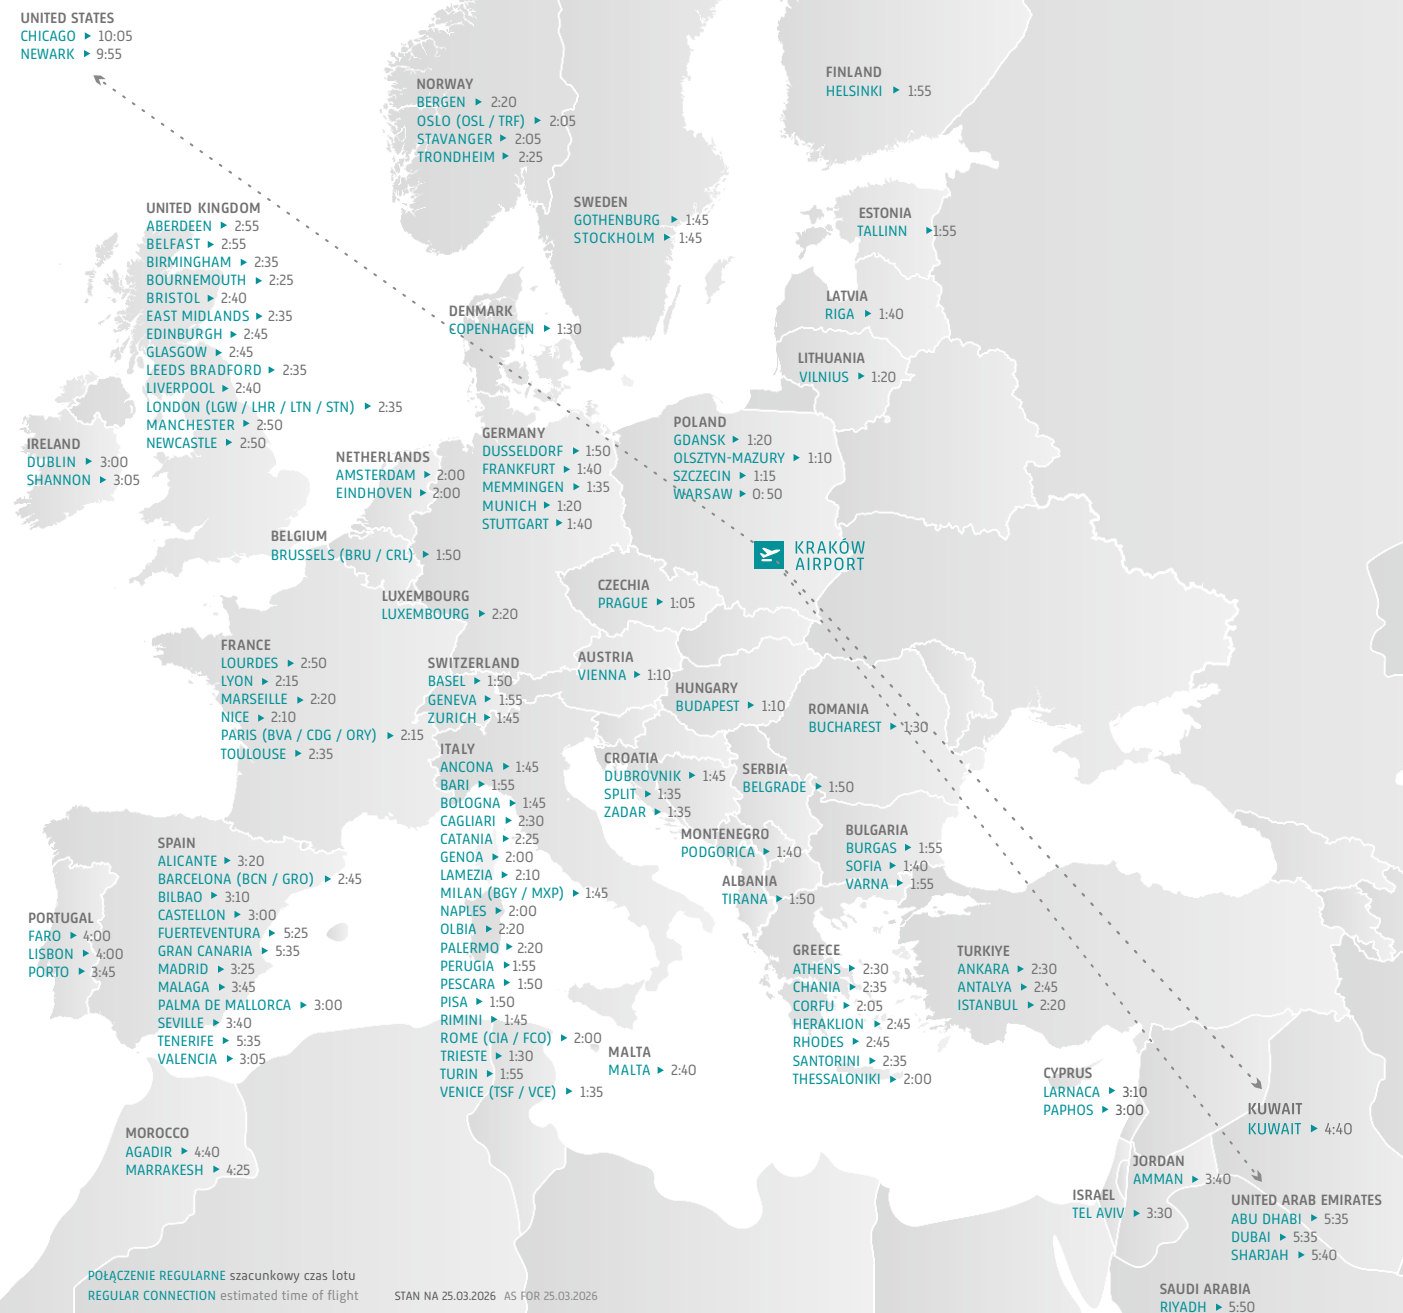 UNITED STATES
CHICAGO ▶ 10:05
NEWARK ▶ 9:55
NORWAY
BERGEN ▶ 2:20
OSLO (OSL / TRF) ▶ 2:05
STAVANGER ▶ 2:05
TRONDHEIM ▶ 2:25
FINLAND
HELSINKI ▶ 1:55
SWEDEN
GOTHENBURG ▶ 1:45
STOCKHOLM ▶ 1:45
ESTONIA
TALLINN ▶ 1:55
UNITED KINGDOM
ABERDEEN ▶ 2:55
BELFAST ▶ 2:55
BIRMINGHAM ▶ 2:35
BOURNEMOUTH ▶ 2:25
BRISTOL ▶ 2:40
EAST MIDLANDS ▶ 2:35
EDINBURGH ▶ 2:45
GLASGOW ▶ 2:45
LEEDS BRADFORD ▶ 2:35
LIVERPOOL ▶ 2:40
LONDON (LGW / LHR / LTN / STN) ▶ 2:35
MANCHESTER ▶ 2:50
NEWCASTLE ▶ 2:50
DENMARK
COPENHAGEN ▶ 1:30
LATVIA
RIGA ▶ 1:40
LITHUANIA
VILNIUS ▶ 1:20
IRELAND
DUBLIN ▶ 3:00
SHANNON ▶ 3:05
NETHERLANDS
AMSTERDAM ▶ 2:00
EINDHOVEN ▶ 2:00
GERMANY
DUSSELDORF ▶ 1:50
FRANKFURT ▶ 1:40
MEMMINGEN ▶ 1:35
MUNICH ▶ 1:20
STUTTGART ▶ 1:40
POLAND
GDANSK ▶ 1:20
OLSZTYN-MAZURY ▶ 1:10
SZCZECIN ▶ 1:15
WARSAW ▶ 0:50
KRAKÓW
AIRPORT
BELGIUM
BRUSSELS (BRU / CRL) ▶ 1:50
LUXEMBOURG
LUXEMBOURG ▶ 2:20
CZECHIA
PRAGUE ▶ 1:05
FRANCE
LOURDES ▶ 2:50
LYON ▶ 2:15
MARSEILLE ▶ 2:20
NICE ▶ 2:10
PARIS (BVA / CDG / ORY) ▶ 2:15
TOULOUSE ▶ 2:35
SWITZERLAND
BASEL ▶ 1:50
GENEVA ▶ 1:55
ZURICH ▶ 1:45
AUSTRIA
VIENNA ▶ 1:10
HUNGARY
BUDAPEST ▶ 1:10
ROMANIA
BUCHAREST ▶ 1:30
ITALY
ANCONA ▶ 1:45
BARI ▶ 1:55
BOLOGNA ▶ 1:45
CAGLIARI ▶ 2:30
CATANIA ▶ 2:25
GENOA ▶ 2:00
LAMEZIA ▶ 2:10
MILAN (BGY / MXP) ▶ 1:45
NAPLES ▶ 2:00
OLBIA ▶ 2:20
PALERMO ▶ 2:20
PERUGIA ▶ 1:55
PESCARA ▶ 1:50
PISA ▶ 1:50
RIMINI ▶ 1:45
ROME (CIA / FCO) ▶ 2:00
TRIESTE ▶ 1:30
TURIN ▶ 1:55
VENICE (TSF / VCE) ▶ 1:35
CROATIA
DUBROVNIK ▶ 1:45
SPLIT ▶ 1:35
ZADAR ▶ 1:35
SERBIA
BELGRADE ▶ 1:50
MONTENEGRO
PODGORICA ▶ 1:40
ALBANIA
TIRANA ▶ 1:50
BULGARIA
BURGAS ▶ 1:55
SOFIA ▶ 1:40
VARNA ▶ 1:55
SPAIN
ALICANTE ▶ 3:20
BARCELONA (BCN / GRO) ▶ 2:45
BILBAO ▶ 3:10
CASTELLON ▶ 3:00
FUERTEVENTURA ▶ 5:25
GRAN CANARIA ▶ 5:35
MADRID ▶ 3:25
MALAGA ▶ 3:45
PALMA DE MALLORCA ▶ 3:00
SEVILLE ▶ 3:40
TENERIFE ▶ 5:35
VALENCIA ▶ 3:05
PORTUGAL
FARO ▶ 4:00
LISBON ▶ 4:00
PORTO ▶ 3:45
GREECE
ATHENS ▶ 2:30
CHANIA ▶ 2:35
CORFU ▶ 2:05
HERAKLION ▶ 2:45
RHODES ▶ 2:45
SANTORINI ▶ 2:35
THESSALONIKI ▶ 2:00
TURKIYE
ANKARA ▶ 2:30
ANTALYA ▶ 2:45
ISTANBUL ▶ 2:20
MALTA
MALTA ▶ 2:40
CYPRUS
LARNACA ▶ 3:10
PAPHOS ▶ 3:00
KUWAIT
KUWAIT ▶ 4:40
MOROCCO
AGADIR ▶ 4:40
MARRAKESH ▶ 4:25
JORDAN
AMMAN ▶ 3:40
ISRAEL
TEL AVIV ▶ 3:30
UNITED ARAB EMIRATES
ABU DHABI ▶ 5:35
DUBAI ▶ 5:35
SHARJAH ▶ 5:40
SAUDI ARABIA
RIYADH ▶ 5:50
POŁĄCZENIE REGULARNE szacunkowy czas lotu
REGULAR CONNECTION estimated time of flight
STAN NA 25.03.2026 AS FOR 25.03.2026